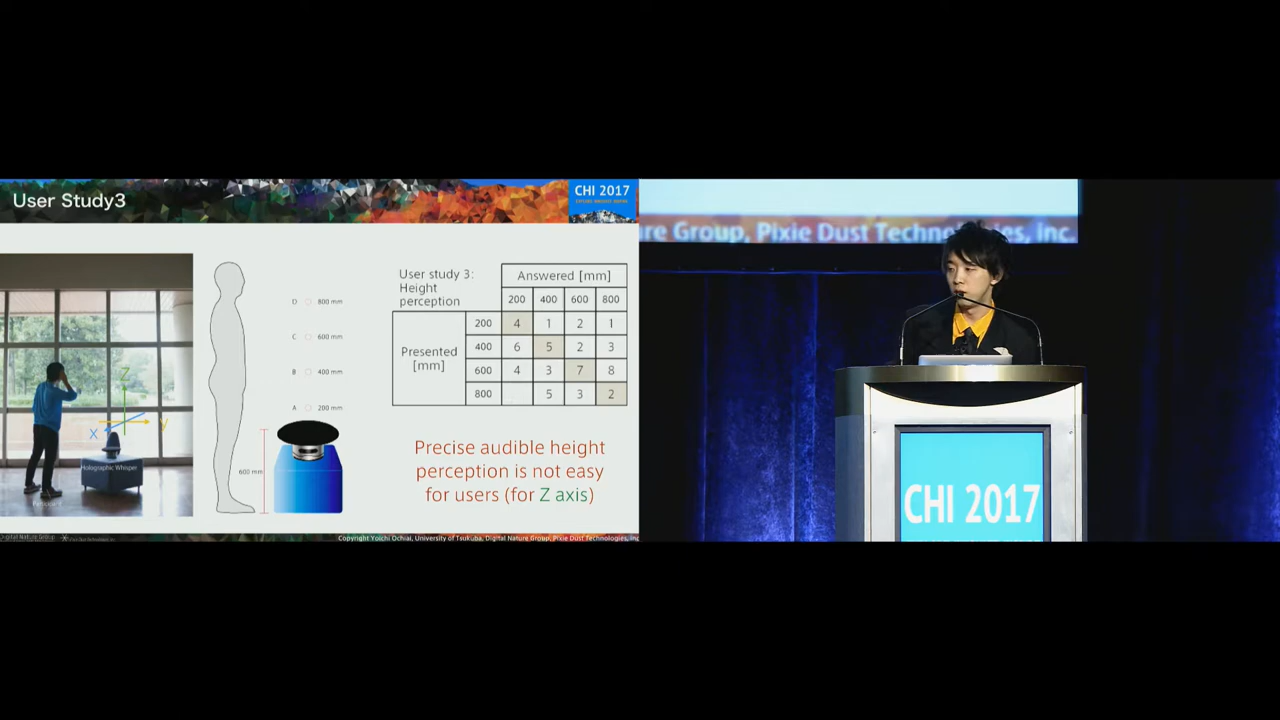 User Study3
CHI 2017
D 800 mm
C 600 mm
B 400 mm
A 200 mm
600 mm
Z
X
Y
Holographic Whisper
User study 3:
Height
perception
Answered [mm]
200 400 600 800
Presented
[mm]
200 4 1 2 1
400 6 5 2 3
600 4 3 7 8
800 5 3 2
Precise audible height
perception is not easy
for users (for Z axis)
Digital Nature Group
Copyright Yoichi Ochiai, University of Tsukuba, Digital Nature Group, Pixie Dust Technologies, Inc
re Group, Pixie Dust Technologies, Inc.
CHI 2017